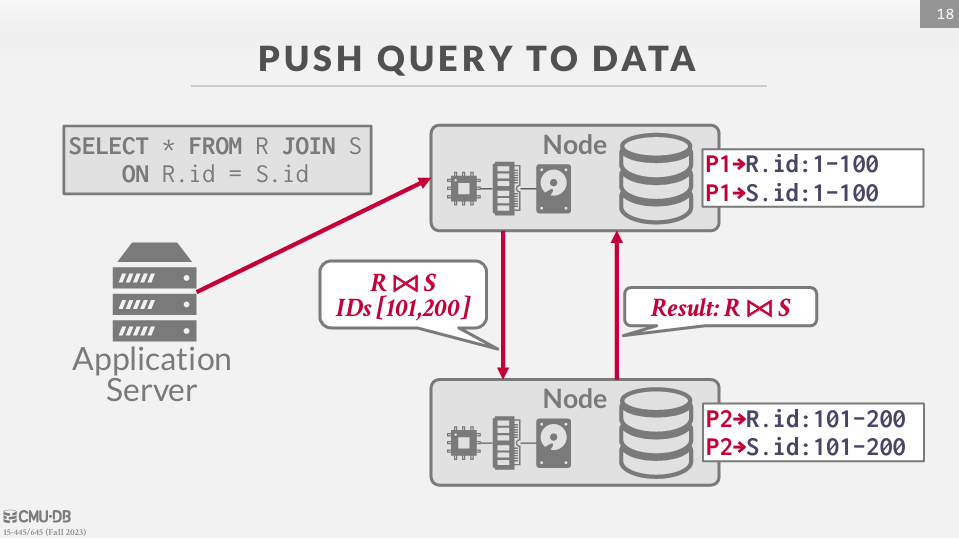 18
PUSH QUERY TO DATA
SELECT * FROM R JOIN S
ON R.id = S.id
Node
P1→R.id:1-100
P1→S.id:1-100
R ⋈ S
IDs [101,200]
Result: R ⋈ S
Application
Server
Node
P2→R.id:101-200
P2→S.id:101-200
CMU·DB
15-445/645 (Fall 2023)